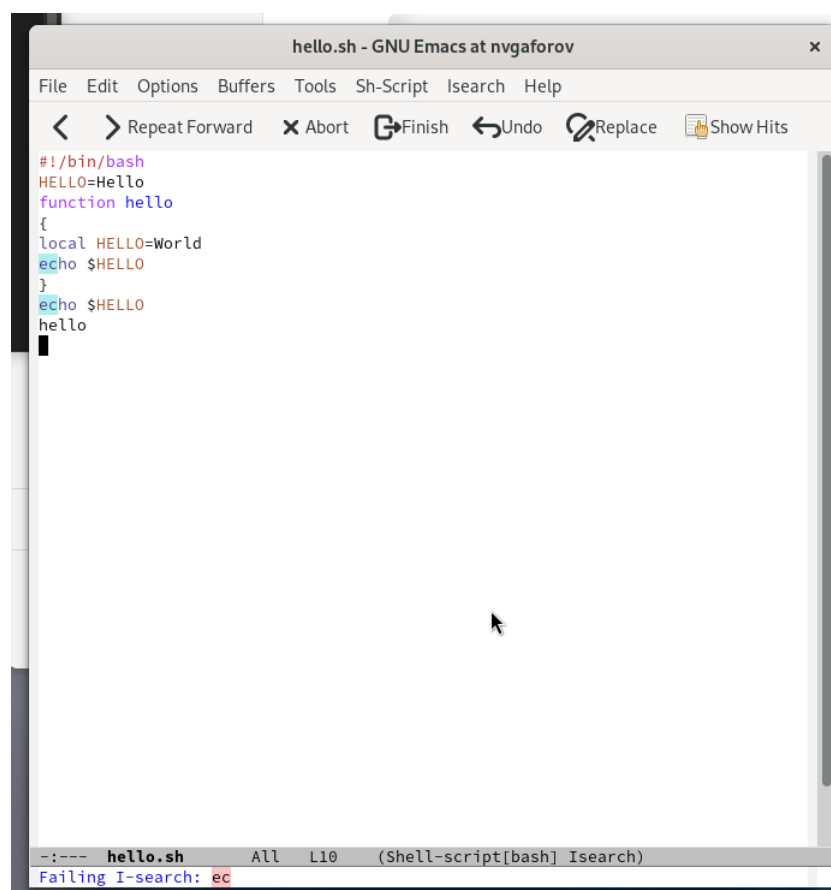 hello.sh - GNU Emacs at nvgaforov ×
File Edit Options Buffers Tools Sh-Script Isearch Help
Repeat Forward Abort Finish Undo Replace Show Hits
#!/bin/bash
HELLO=Hello
function hello
{
local HELLO=World
echo $HELLO
}
echo $HELLO
hello
-:--- hello.sh All L10 (Shell-script[bash] Isearch)
Failing I-search: ec